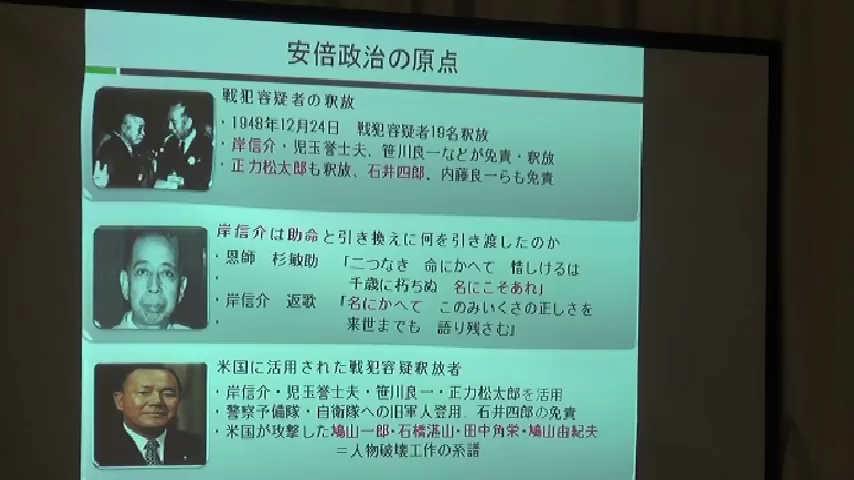 安倍政治の原点
戦犯容疑者の釈放
・1948年12月24日 戦犯容疑者19名釈放
・岸信介・児玉誉士夫、笹川良一などが免責・釈放
・正力松太郎も釈放、石井四郎、内藤良一らも免責
岸信介は助命と引き換えに何を引き渡したのか
・恩師 杉敏助 「二つなき 命にかへて 惜しけるは
・ 千歳に朽ちぬ 名にこそあれ」
・岸信介 返歌 「名にかへて このみいくさの正しさを
・ 来世までも 語り残さむ」
米国に活用された戦犯容疑釈放者
・岸信介・児玉誉士夫・笹川良一・正力松太郎を活用
・警察予備隊・自衛隊への旧軍人登用、石井四郎の免責
・米国が攻撃した鳩山一郎・石橋湛山・田中角栄・鳩山由紀夫
＝人物破壊工作の系譜